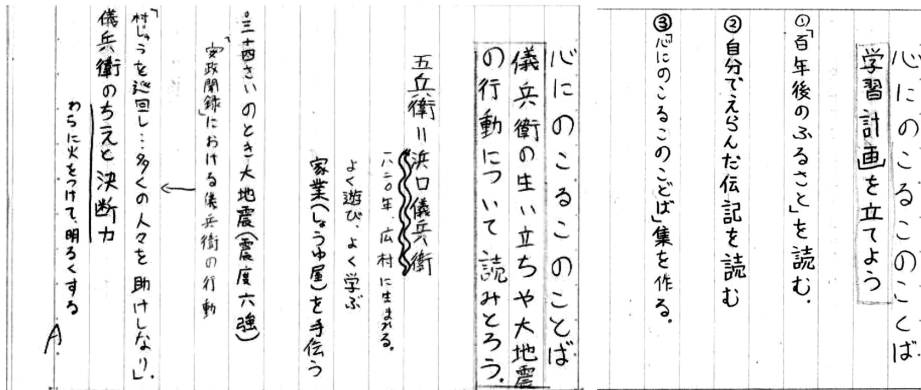 心にのこるこのことば
学習計画を立てよう
①「百年後のふるさと」を読む。
②自分でえらんだ伝記を読む
③「心にのこるこのことば」集を作る。
心にのこるこのことば
儀兵衛の生い立ちや大地震
の行動について読みとろう。
五兵衛=浜口儀兵衛
一八二〇年、広村に生まれる。
よく遊び、よく学ぶ
家業(しょうゆ屋)を手伝う
◦三十四さいのとき大地震(震度六強)
「安政聞録」における儀兵衛の行動
「村じゅうを巡回し…多くの人々を助けしなり」。
儀兵衛のちえと決断力
わらに火をつけて、明るくする
A